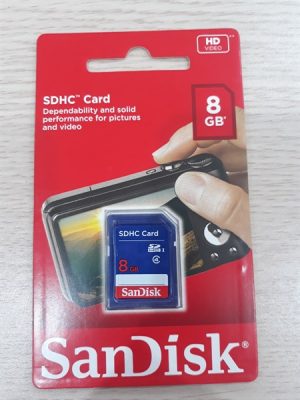 HD
VIDEO
SDHC™ Card
Dependability and solid
performance for pictures
and video
8
GB
SDHC Card
8 GB
SanDisk
SanDisk